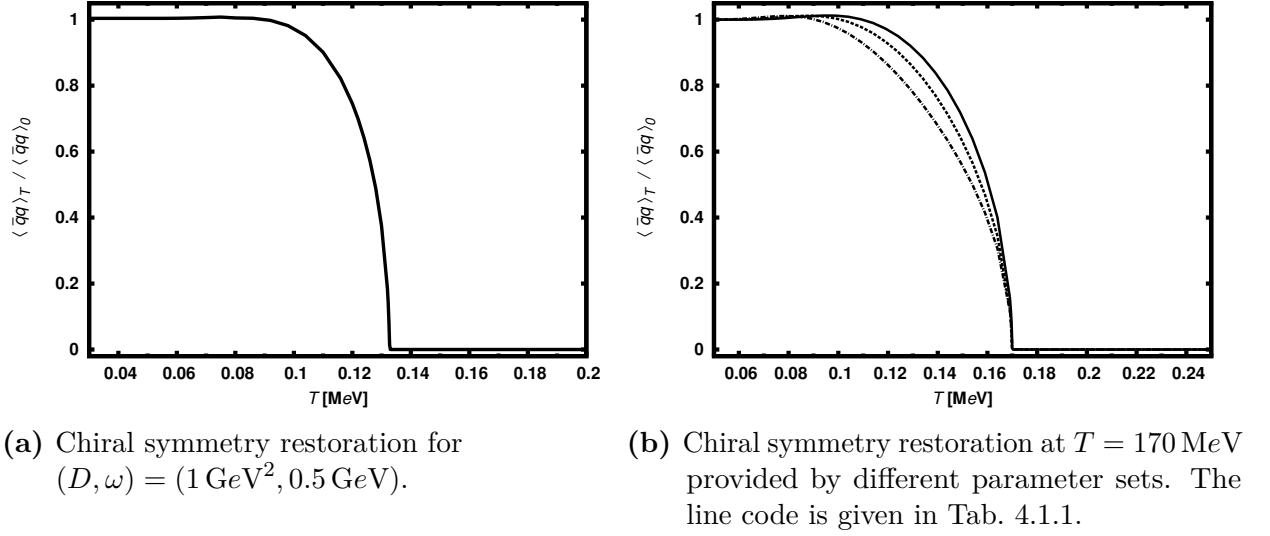 1
0.8
0.6
0.4
0.2
0
⟨ q̄q ⟩T / ⟨ q̄q ⟩0
0.04 0.06 0.08 0.1 0.12 0.14 0.16 0.18 0.2
T [MeV]
(a) Chiral symmetry restoration for
(D, ω) = (1 GeV², 0.5 GeV).
1
0.8
0.6
0.4
0.2
0
⟨ q̄q ⟩T / ⟨ q̄q ⟩0
0.06 0.08 0.1 0.12 0.14 0.16 0.18 0.2 0.22 0.24
T [MeV]
(b) Chiral symmetry restoration at T = 170 MeV
provided by different parameter sets. The
line code is given in Tab. 4.1.1.